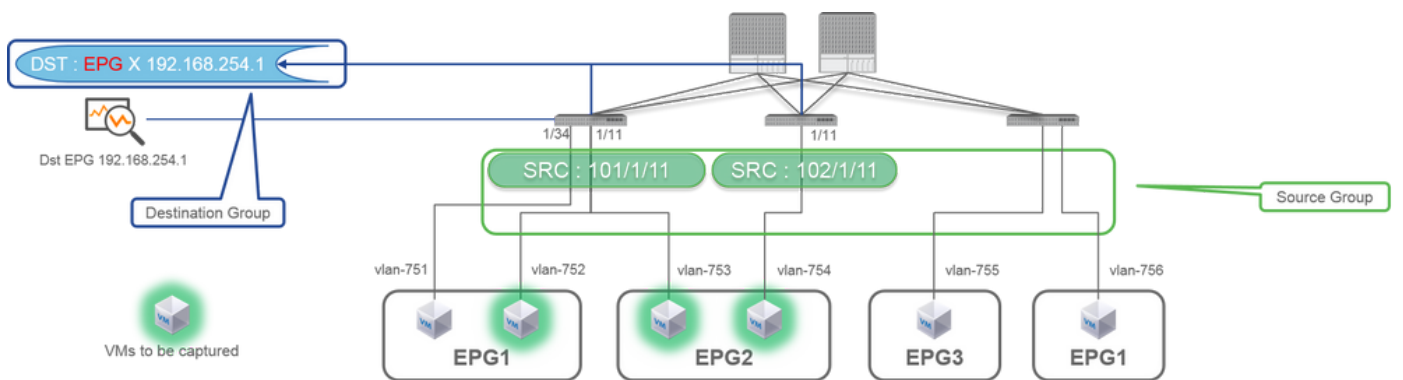 DST : EPG X 192.168.254.1
Dst EPG 192.168.254.1
Destination Group
1/34
1/11
1/11
SRC : 101/1/11
SRC : 102/1/11
Source Group
vlan-751
vlan-752
vlan-753
vlan-754
vlan-755
vlan-756
VM
VM
VM
VM
VM
VM
VM
VMs to be captured
EPG1
EPG2
EPG3
EPG1